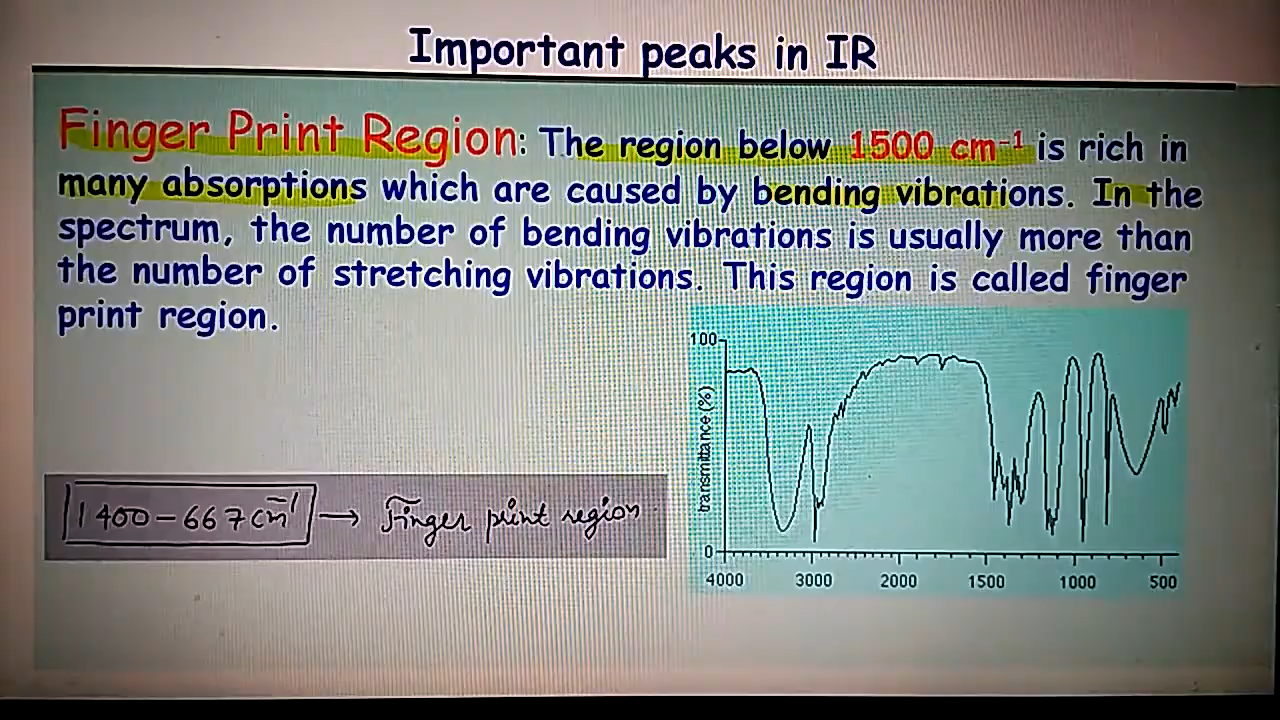 Important peaks in IR
Finger Print Region: The region below 1500 cm⁻¹ is rich in
many absorptions which are caused by bending vibrations. In the
spectrum, the number of bending vibrations is usually more than
the number of stretching vibrations. This region is called finger
print region.
100
transmittance (%)
0
4000 3000 2000 1500 1000 500
1400-667 cm⁻¹ → Finger print region